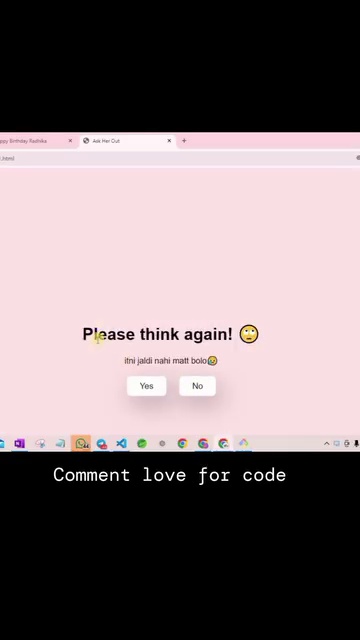 ppy Birthday Radhika
Ask Her Out
.html
Please think again! 🙄
itni jaldi nahi matt bolo😢
Yes
No
Comment love for code